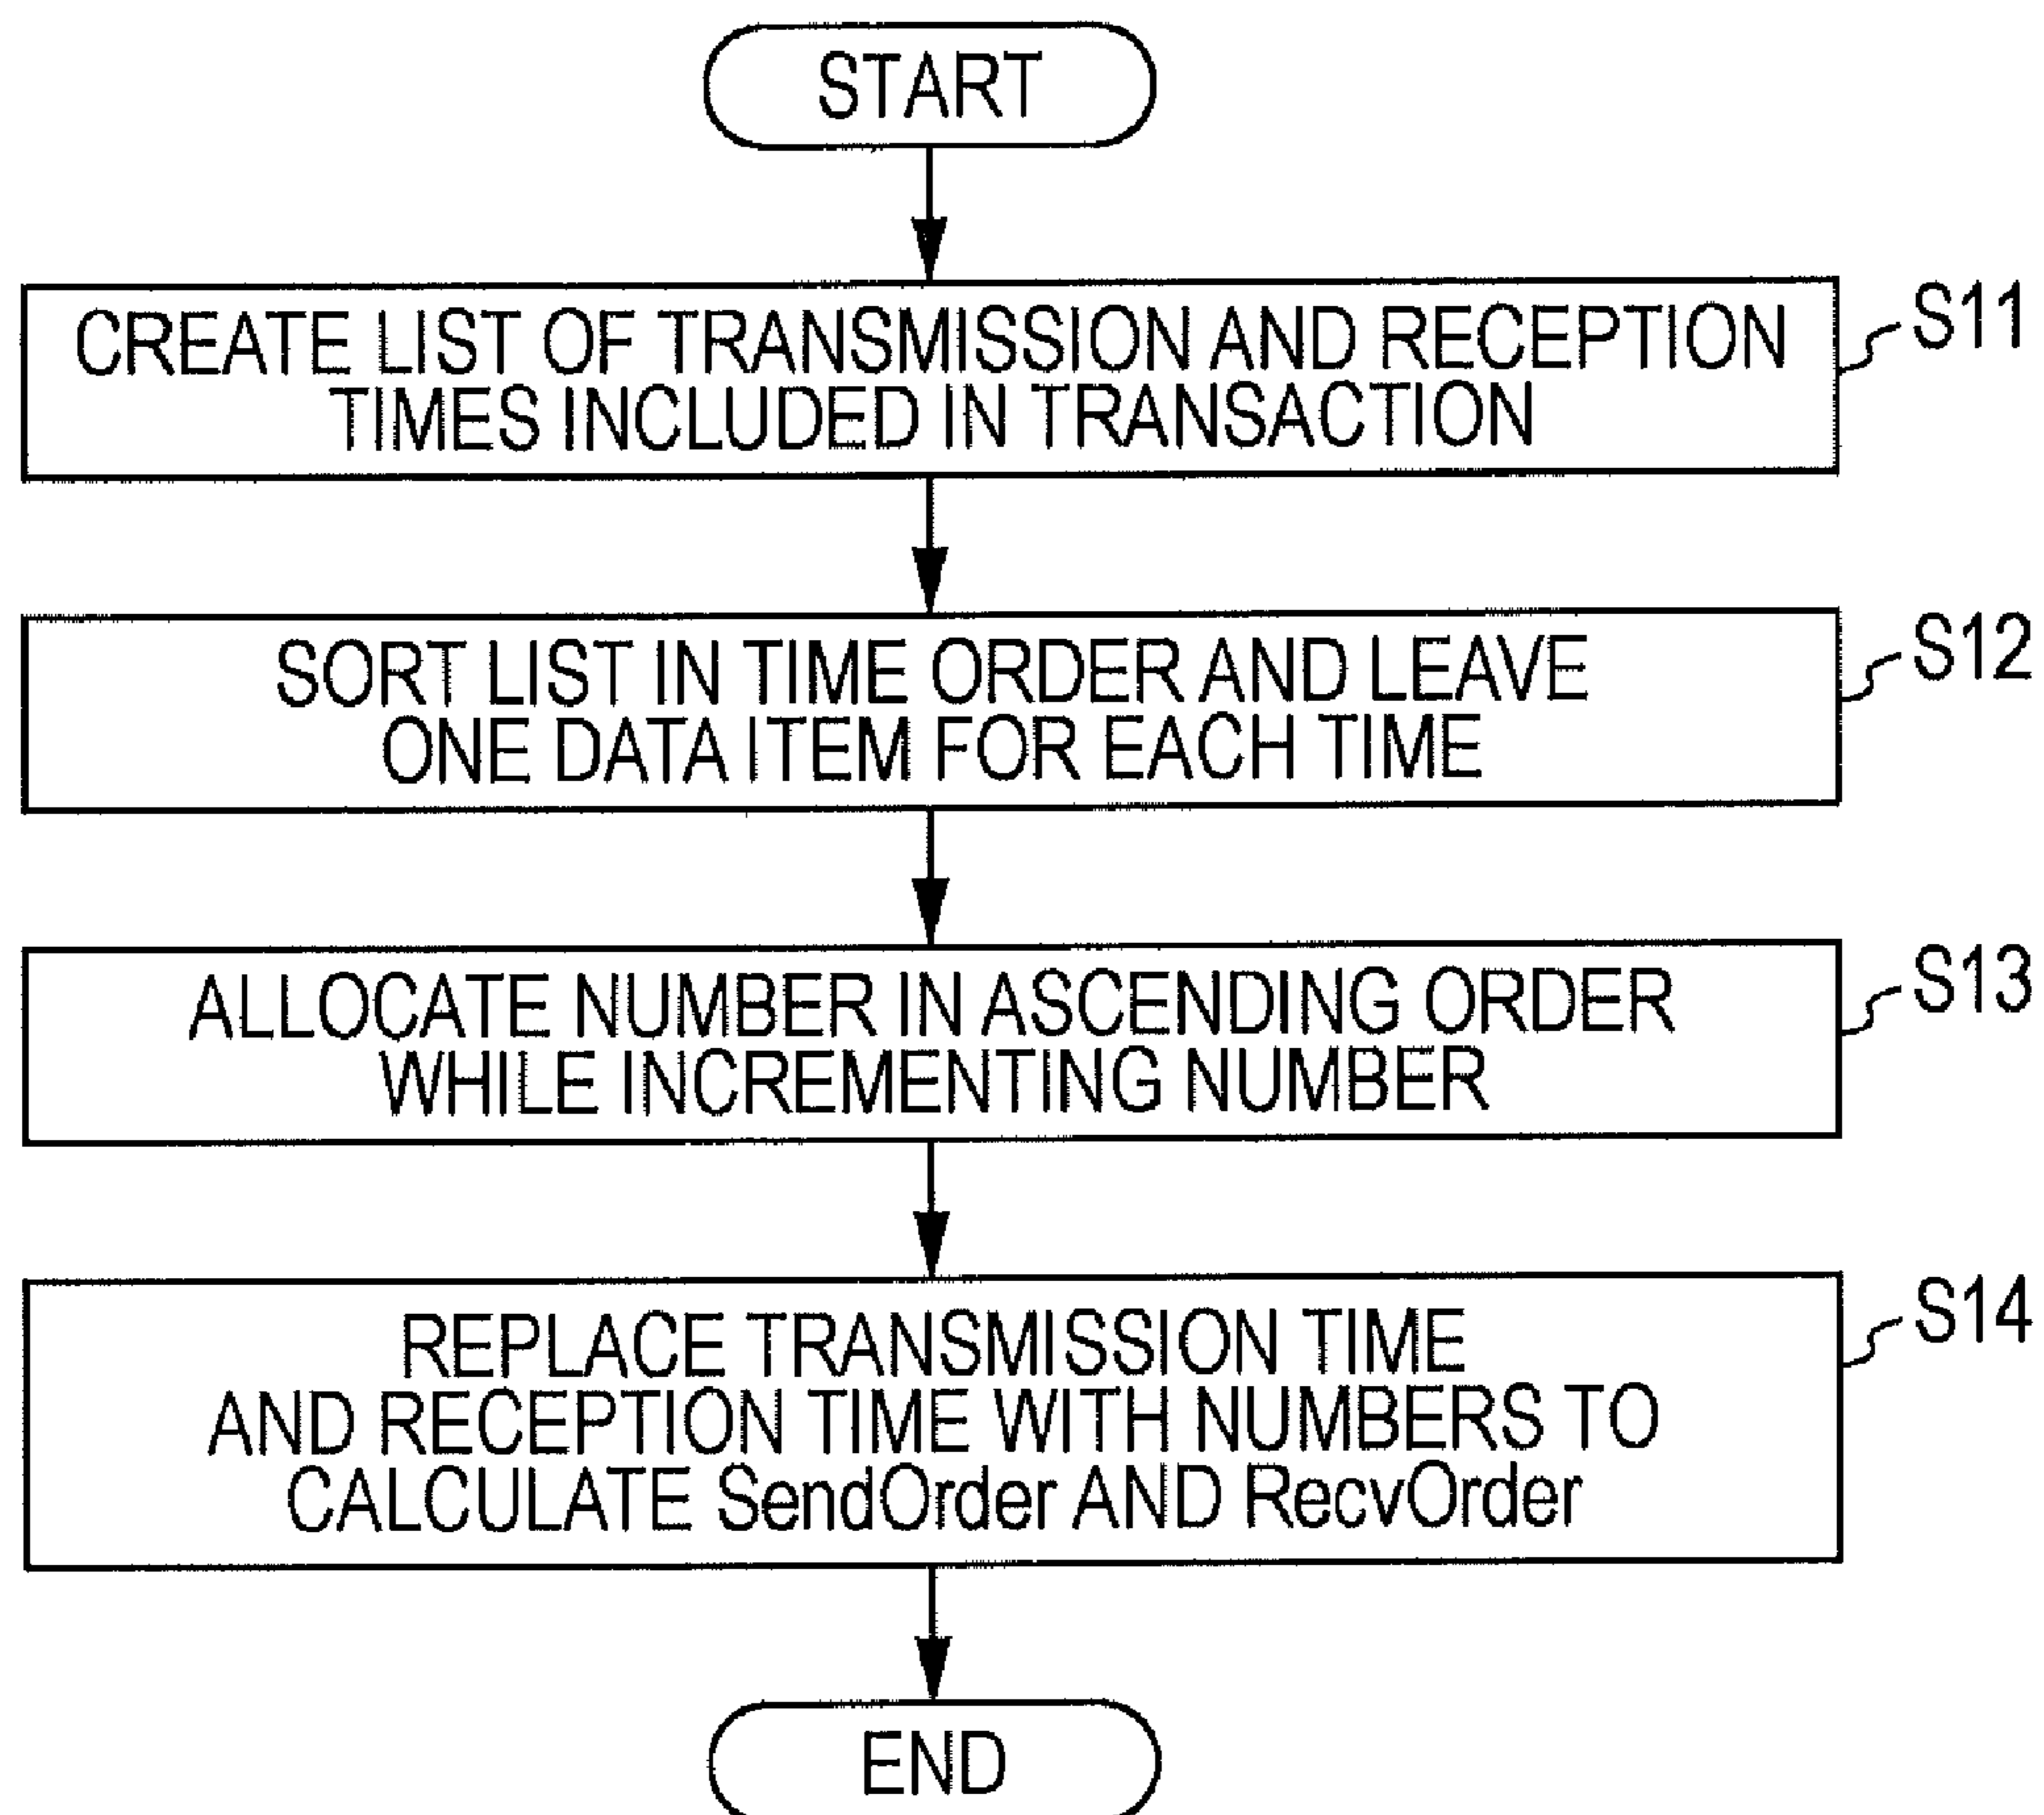 START
CREATE LIST OF TRANSMISSION AND RECEPTION
TIMES INCLUDED IN TRANSACTION
S11
SORT LIST IN TIME ORDER AND LEAVE
ONE DATA ITEM FOR EACH TIME
S12
ALLOCATE NUMBER IN ASCENDING ORDER
WHILE INCREMENTING NUMBER
S13
REPLACE TRANSMISSION TIME
AND RECEPTION TIME WITH NUMBERS TO
CALCULATE SendOrder AND RecvOrder
S14
END